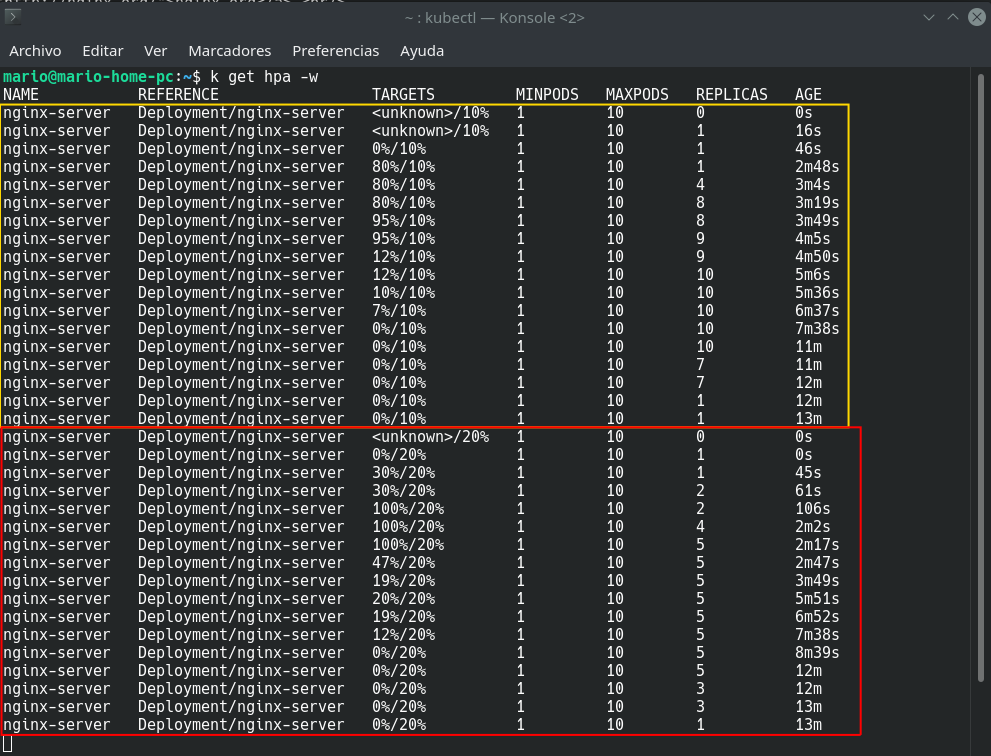 ~ : kubectl — Konsole <2>
Archivo Editar Ver Marcadores Preferencias Ayuda
mario@mario-home-pc:~$ k get hpa -w
NAME REFERENCE TARGETS MINPODS MAXPODS REPLICAS AGE
nginx-server Deployment/nginx-server <unknown>/10% 1 10 0 0s
nginx-server Deployment/nginx-server <unknown>/10% 1 10 1 16s
nginx-server Deployment/nginx-server 0%/10% 1 10 1 46s
nginx-server Deployment/nginx-server 80%/10% 1 10 1 2m48s
nginx-server Deployment/nginx-server 80%/10% 1 10 4 3m4s
nginx-server Deployment/nginx-server 80%/10% 1 10 8 3m19s
nginx-server Deployment/nginx-server 95%/10% 1 10 8 3m49s
nginx-server Deployment/nginx-server 95%/10% 1 10 9 4m5s
nginx-server Deployment/nginx-server 12%/10% 1 10 9 4m50s
nginx-server Deployment/nginx-server 12%/10% 1 10 10 5m6s
nginx-server Deployment/nginx-server 10%/10% 1 10 10 5m36s
nginx-server Deployment/nginx-server 7%/10% 1 10 10 6m37s
nginx-server Deployment/nginx-server 0%/10% 1 10 10 7m38s
nginx-server Deployment/nginx-server 0%/10% 1 10 10 11m
nginx-server Deployment/nginx-server 0%/10% 1 10 7 11m
nginx-server Deployment/nginx-server 0%/10% 1 10 7 12m
nginx-server Deployment/nginx-server 0%/10% 1 10 1 12m
nginx-server Deployment/nginx-server 0%/10% 1 10 1 13m
nginx-server Deployment/nginx-server <unknown>/20% 1 10 0 0s
nginx-server Deployment/nginx-server 0%/20% 1 10 1 0s
nginx-server Deployment/nginx-server 30%/20% 1 10 1 45s
nginx-server Deployment/nginx-server 30%/20% 1 10 2 61s
nginx-server Deployment/nginx-server 100%/20% 1 10 2 106s
nginx-server Deployment/nginx-server 100%/20% 1 10 4 2m2s
nginx-server Deployment/nginx-server 100%/20% 1 10 5 2m17s
nginx-server Deployment/nginx-server 47%/20% 1 10 5 2m47s
nginx-server Deployment/nginx-server 19%/20% 1 10 5 3m49s
nginx-server Deployment/nginx-server 20%/20% 1 10 5 5m51s
nginx-server Deployment/nginx-server 19%/20% 1 10 5 6m52s
nginx-server Deployment/nginx-server 12%/20% 1 10 5 7m38s
nginx-server Deployment/nginx-server 0%/20% 1 10 5 8m39s
nginx-server Deployment/nginx-server 0%/20% 1 10 5 12m
nginx-server Deployment/nginx-server 0%/20% 1 10 3 12m
nginx-server Deployment/nginx-server 0%/20% 1 10 3 13m
nginx-server Deployment/nginx-server 0%/20% 1 10 1 13m